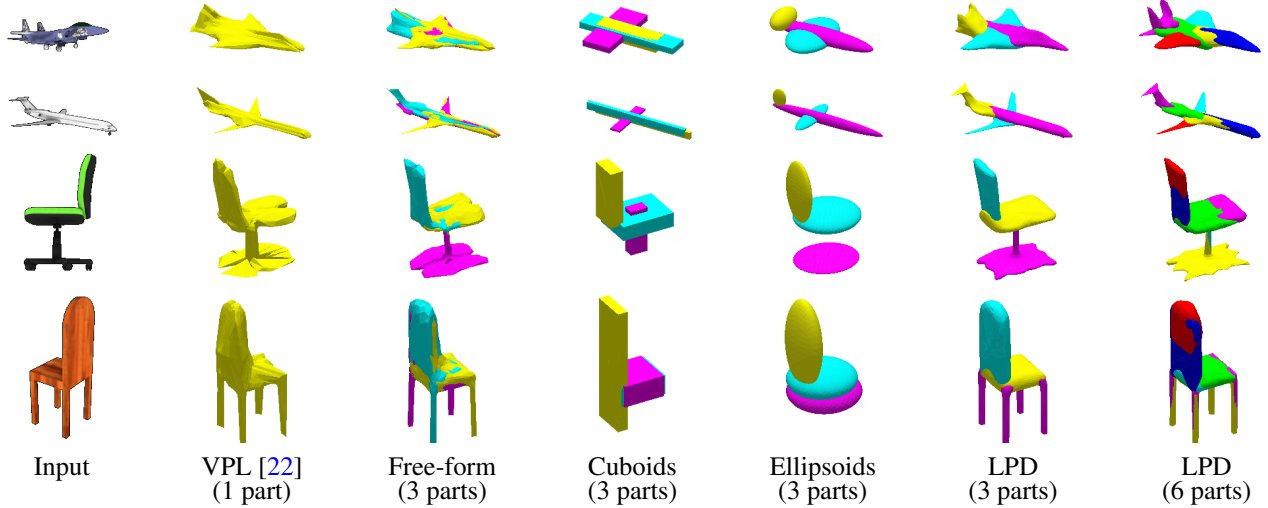 Input
VPL [22]
(1 part)
Free-form
(3 parts)
Cuboids
(3 parts)
Ellipsoids
(3 parts)
LPD
(3 parts)
LPD
(6 parts)